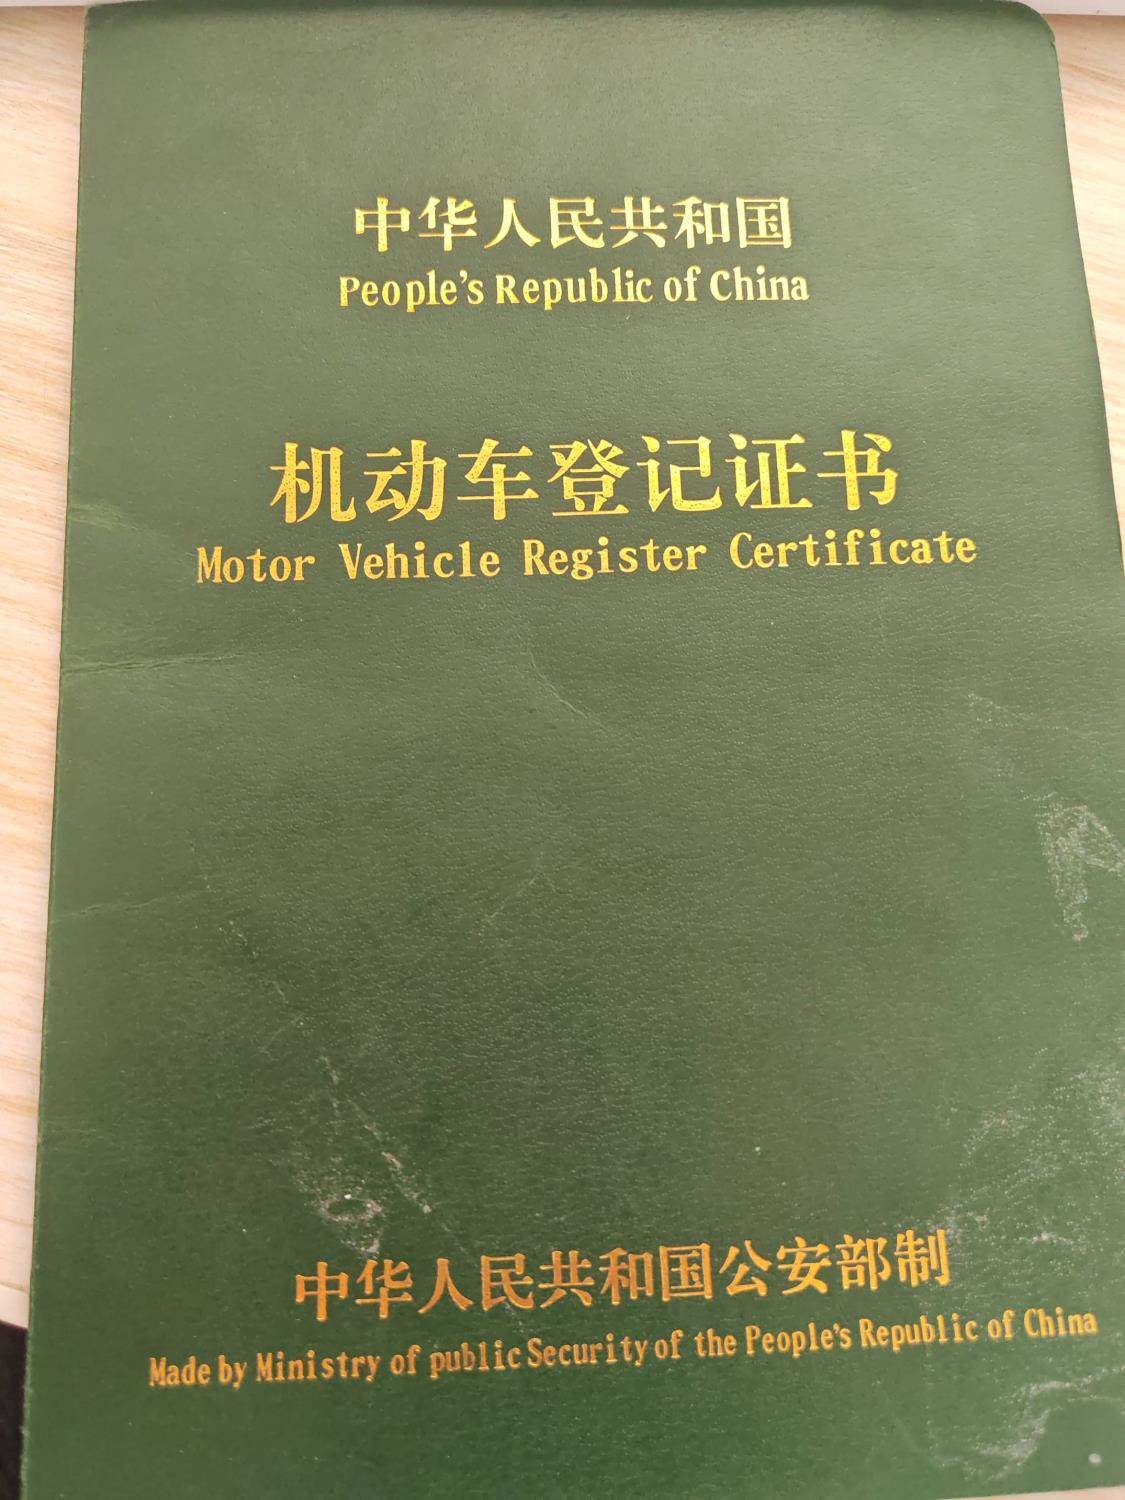 中华人民共和国
People's Republic of China
机动车登记证书
Motor Vehicle Register Certificate
中华人民共和国公安部制
Made by Ministry of public Security of the People's Republic of China